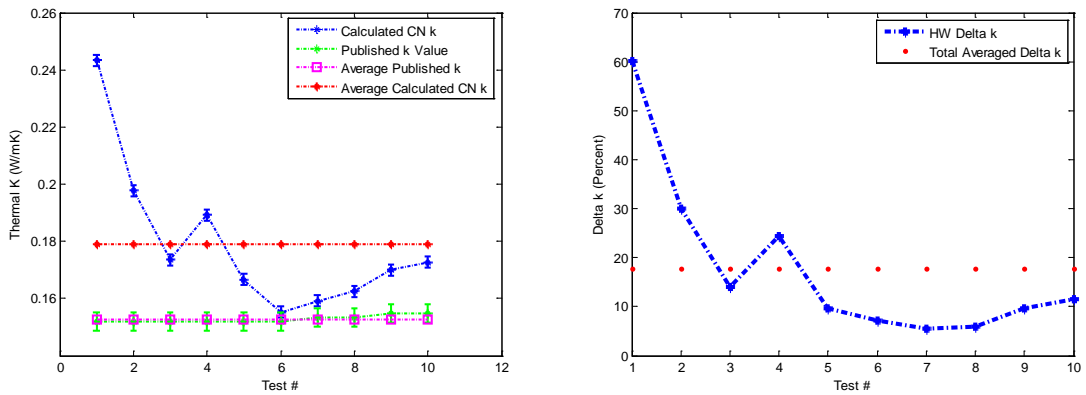 0.26
0.24
0.22
0.2
0.18
0.16
Thermal K (W/mK)
0 2 4 6 8 10 12
Test #
Calculated CN k
Published k Value
Average Published k
Average Calculated CN k
70
60
50
40
30
20
10
0
Delta k (Percent)
1 2 3 4 5 6 7 8 9 10
Test #
HW Delta k
Total Averaged Delta k